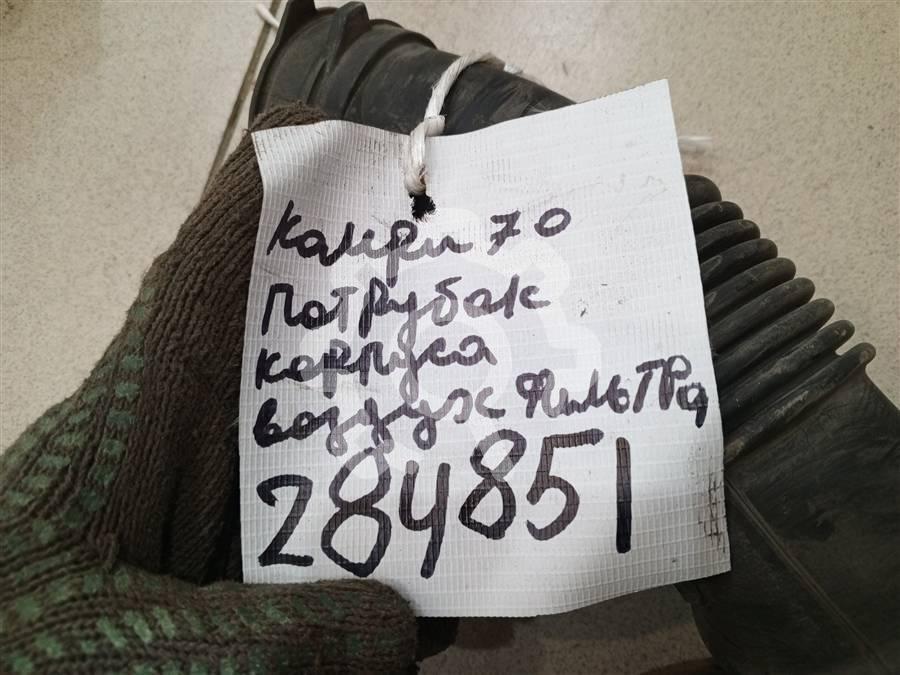 Камри 70
Патрубок
корпуса
воздух фильтра
284851